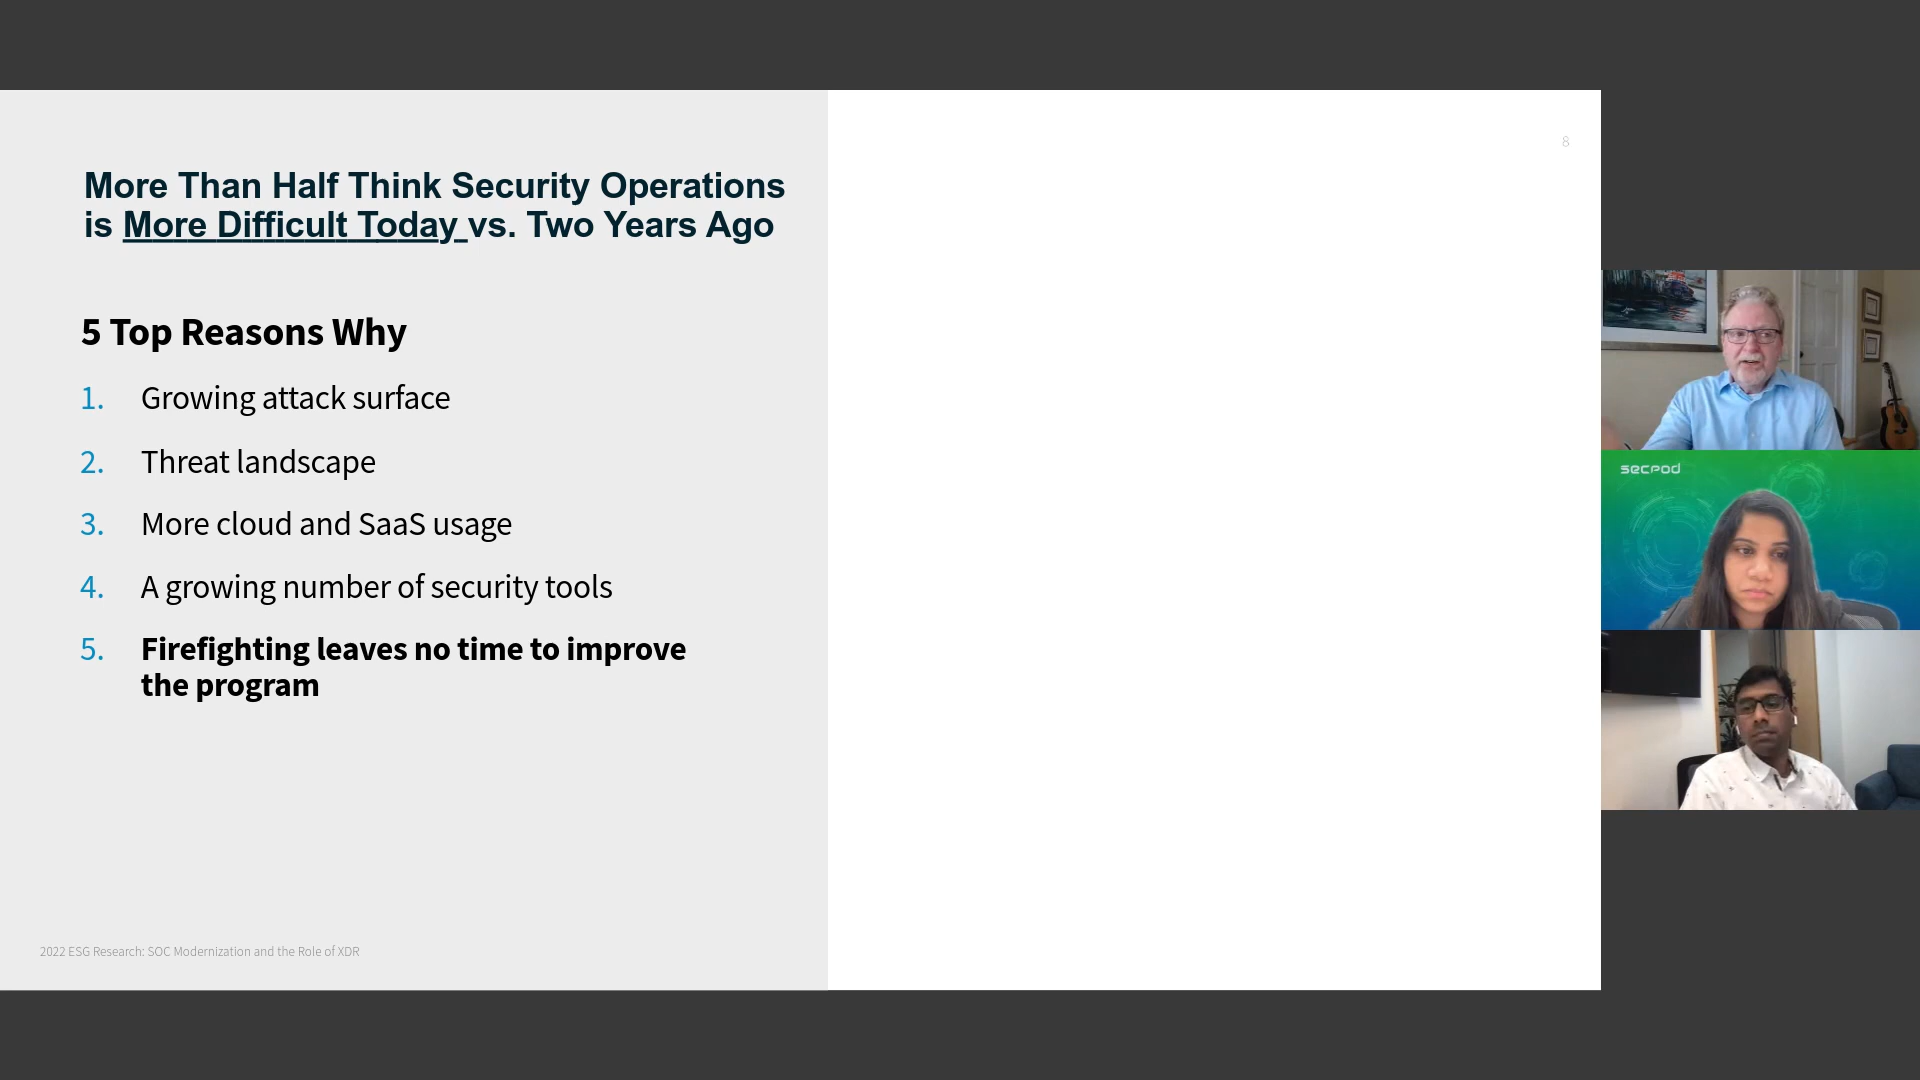 8
More Than Half Think Security Operations
is More Difficult Today vs. Two Years Ago
5 Top Reasons Why
1. Growing attack surface
2. Threat landscape
3. More cloud and SaaS usage
4. A growing number of security tools
5. Firefighting leaves no time to improve
the program
2022 ESG Research: SOC Modernization and the Role of XDR
secpod